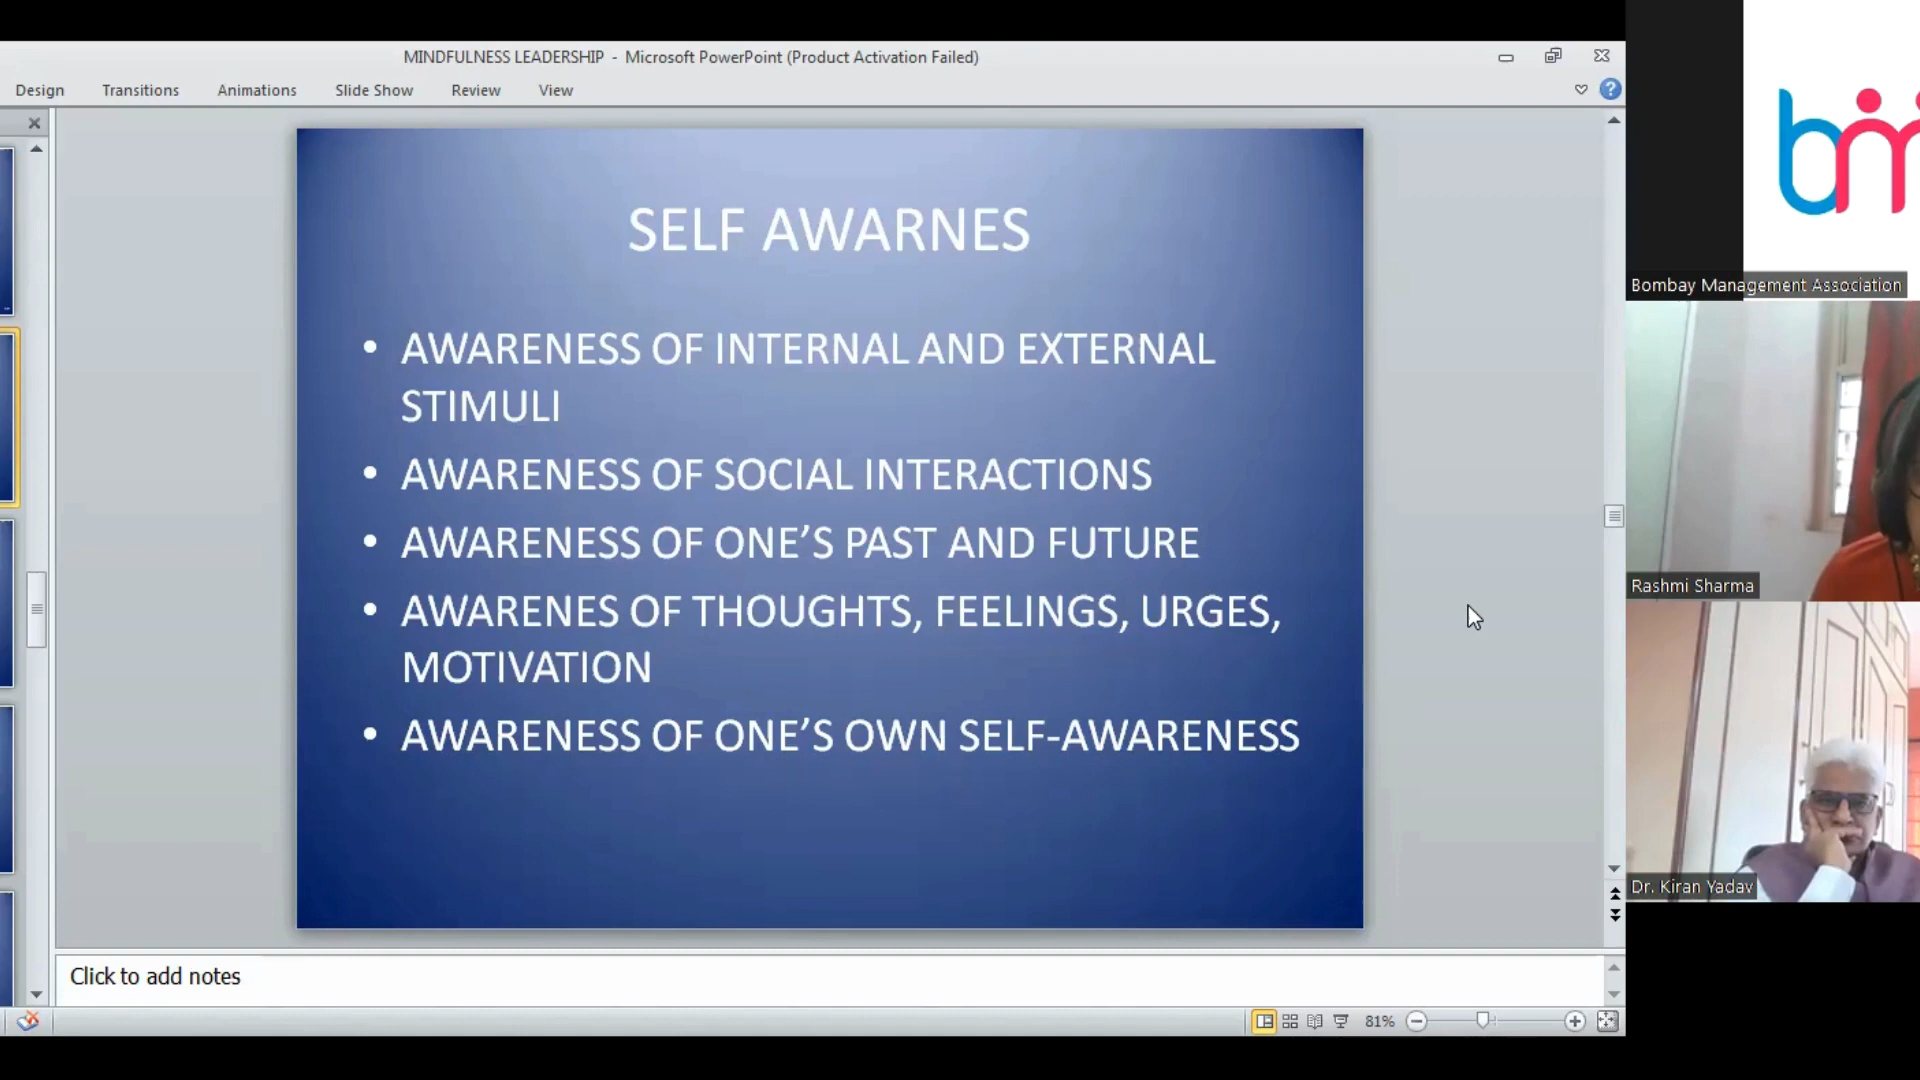 MINDFULNESS LEADERSHIP - Microsoft PowerPoint (Product Activation Failed)
Design Transitions Animations Slide Show Review View
SELF AWARNES
• AWARENESS OF INTERNAL AND EXTERNAL
STIMULI
• AWARENESS OF SOCIAL INTERACTIONS
• AWARENESS OF ONE’S PAST AND FUTURE
• AWARENES OF THOUGHTS, FEELINGS, URGES,
MOTIVATION
• AWARENESS OF ONE’S OWN SELF-AWARENESS
Click to add notes
81%
bm
Bombay Management Association
Rashmi Sharma
Dr. Kiran Yadav